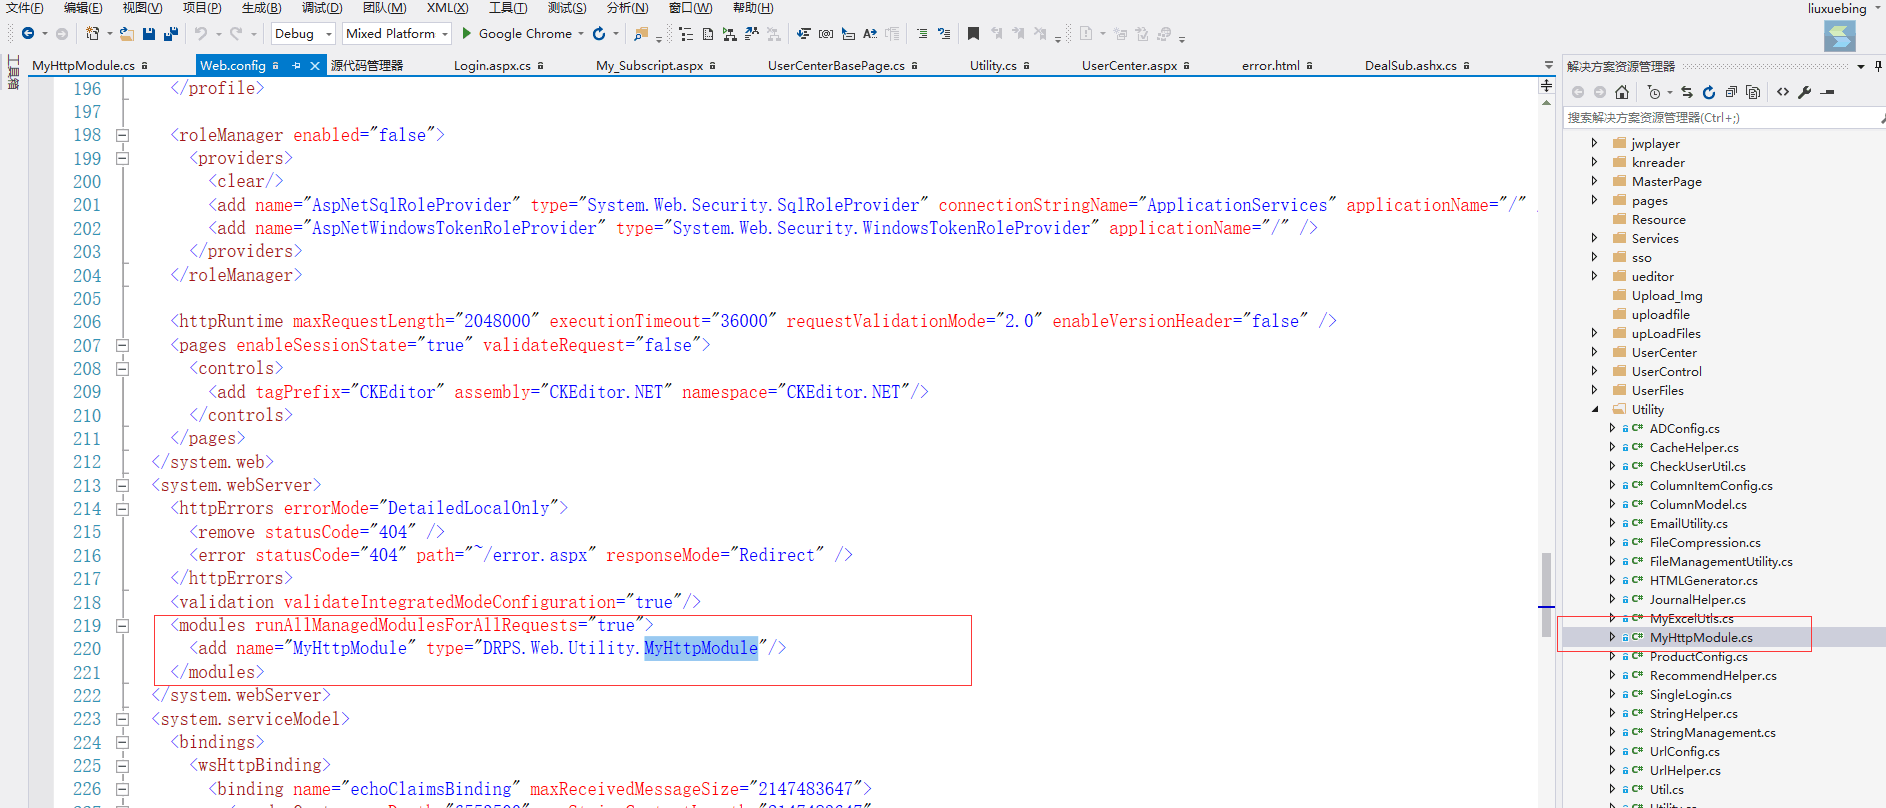 文件(F) 编辑(E) 视图(V) 项目(P) 生成(B) 调试(D) 团队(M) XML(X) 工具(T) 测试(S) 分析(N) 窗口(W) 帮助(H)
liuxuebing
Debug Mixed Platform Google Chrome
工具箱
MyHttpModule.cs Web.config 源代码管理器 Login.aspx.cs My_Subscript.aspx UserCenterBasePage.cs Utility.cs UserCenter.aspx error.html DealSub.ashx.cs
196 </profile>
197
198 <roleManager enabled="false">
199 <providers>
200 <clear/>
201 <add name="AspNetSqlRoleProvider" type="System.Web.Security.SqlRoleProvider" connectionStringName="ApplicationServices" applicationName="/"
202 <add name="AspNetWindowsTokenRoleProvider" type="System.Web.Security.WindowsTokenRoleProvider" applicationName="/" />
203 </providers>
204 </roleManager>
205
206 <httpRuntime maxRequestLength="2048000" executionTimeout="36000" requestValidationMode="2.0" enableVersionHeader="false" />
207 <pages enableSessionState="true" validateRequest="false">
208 <controls>
209 <add tagPrefix="CKEditor" assembly="CKEditor.NET" namespace="CKEditor.NET"/>
210 </controls>
211 </pages>
212 </system.web>
213 <system.webServer>
214 <httpErrors errorMode="DetailedLocalOnly">
215 <remove statusCode="404" />
216 <error statusCode="404" path="~/error.aspx" responseMode="Redirect" />
217 </httpErrors>
218 <validation validateIntegratedModeConfiguration="true"/>
219 <modules runAllManagedModulesForAllRequests="true">
220 <add name="MyHttpModule" type="DRPS.Web.Utility.MyHttpModule"/>
221 </modules>
222 </system.webServer>
223 <system.serviceModel>
224 <bindings>
225 <wsHttpBinding>
226 <binding name="echoClaimsBinding" maxReceivedMessageSize="2147483647">
解决方案资源管理器
搜索解决方案资源管理器(Ctrl+;)
jwplayer
knreader
MasterPage
pages
Resource
Services
sso
ueditor
Upload_Img
uploadfile
upLoadFiles
UserCenter
UserControl
UserFiles
Utility
C# ADConfig.cs
C# CacheHelper.cs
C# CheckUserUtil.cs
C# ColumnItemConfig.cs
C# ColumnModel.cs
C# EmailUtility.cs
C# FileCompression.cs
C# FileManagementUtility.cs
C# HTMLGenerator.cs
C# JournalHelper.cs
C# MyExcelUtls.cs
C# MyHttpModule.cs
C# ProductConfig.cs
C# RecommendHelper.cs
C# SingleLogin.cs
C# StringHelper.cs
C# StringManagement.cs
C# UrlConfig.cs
C# UrlHelper.cs
C# Util.cs